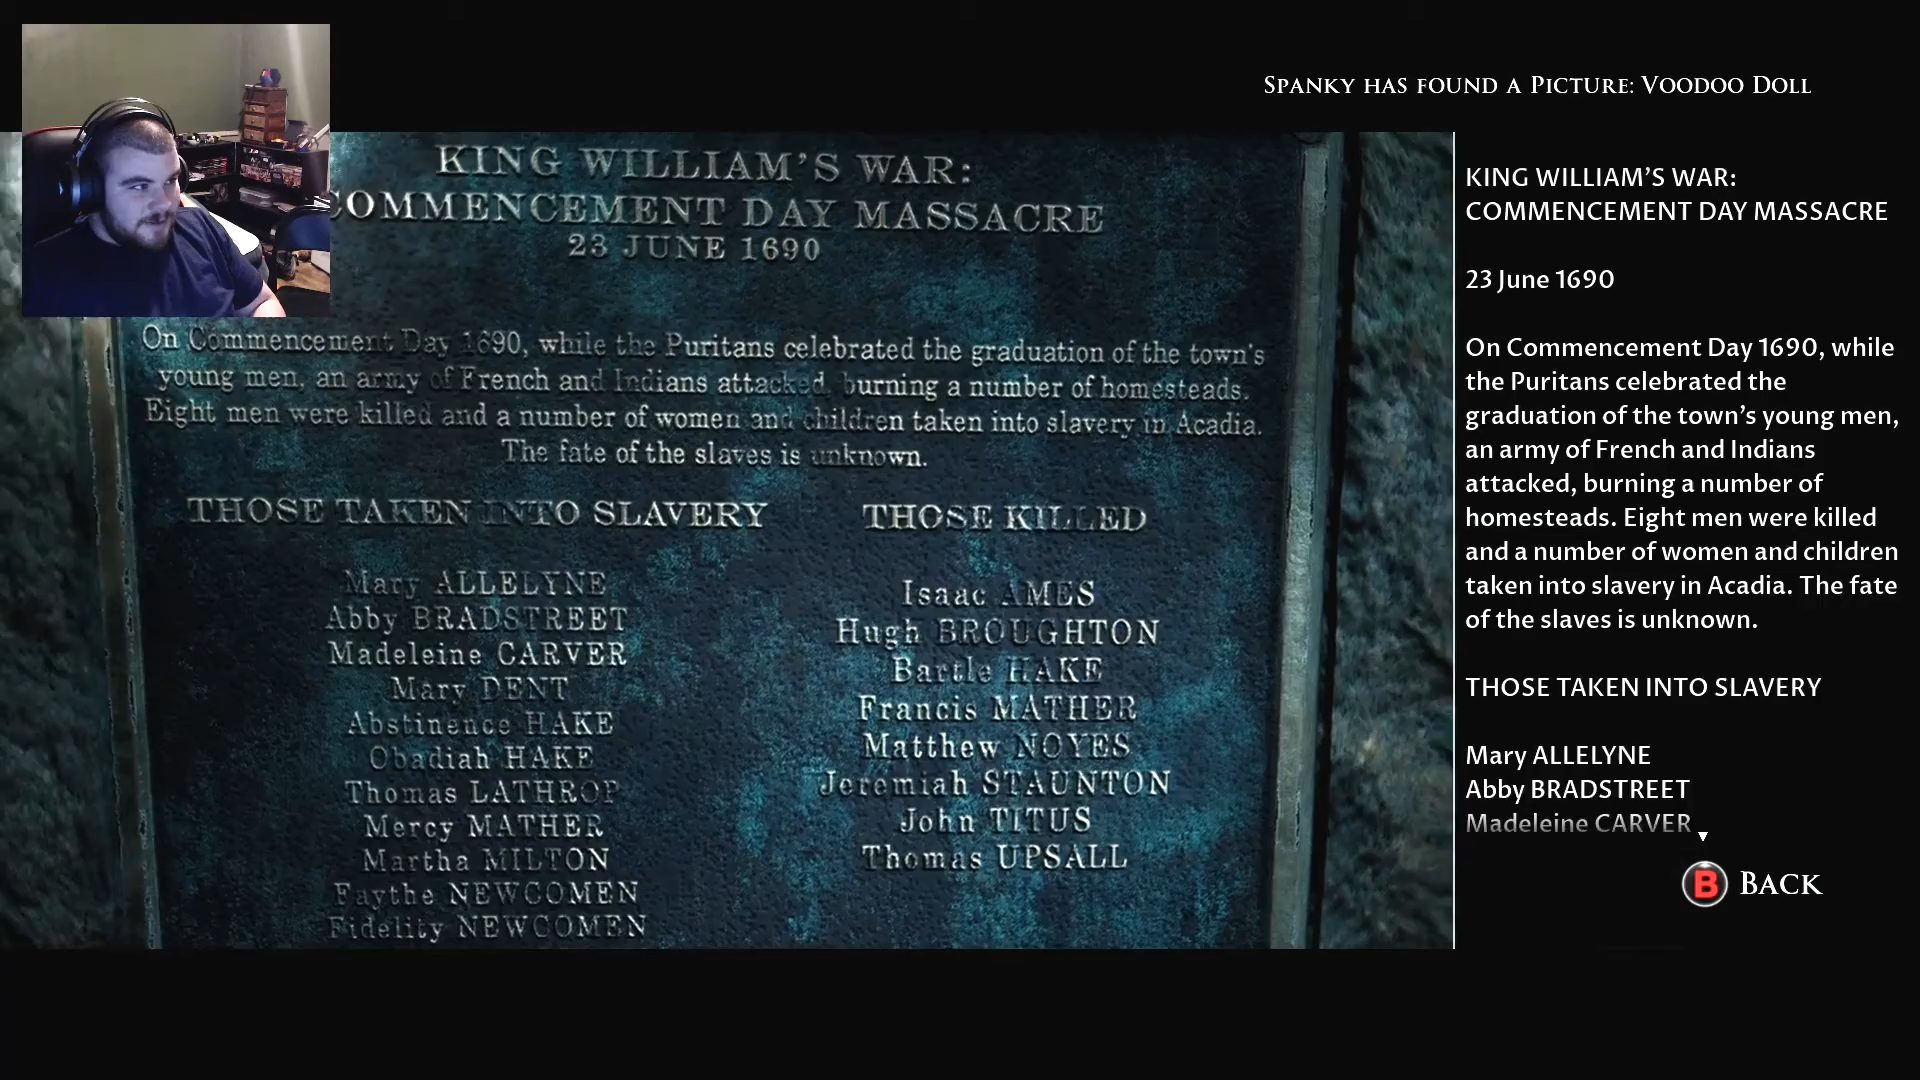 Spanky has found a Picture: Voodoo Doll
KING WILLIAM'S WAR:
COMMENCEMENT DAY MASSACRE
23 JUNE 1690
On Commencement Day 1690, while the Puritans celebrated the graduation of the town's
young men, an army of French and Indians attacked, burning a number of homesteads.
Eight men were killed and a number of women and children taken into slavery in Acadia.
The fate of the slaves is unknown.
THOSE TAKEN INTO SLAVERY
Mary ALLELYNE
Abby BRADSTREET
Madeleine CARVER
Mary DENT
Abstinence HAKE
Obadiah HAKE
Thomas LATHROP
Mercy MATHER
Martha MILTON
Faythe NEWCOMEN
Fidelity NEWCOMEN
THOSE KILLED
Isaac AMES
Hugh BROUGHTON
Bartle HAKE
Francis MATHER
Matthew NOYES
Jeremiah STAUNTON
John TITUS
Thomas UPSALL
KING WILLIAM'S WAR:
COMMENCEMENT DAY MASSACRE
23 June 1690
On Commencement Day 1690, while
the Puritans celebrated the
graduation of the town's young men,
an army of French and Indians
attacked, burning a number of
homesteads. Eight men were killed
and a number of women and children
taken into slavery in Acadia. The fate
of the slaves is unknown.
THOSE TAKEN INTO SLAVERY
Mary ALLELYNE
Abby BRADSTREET
Madeleine CARVER
B Back